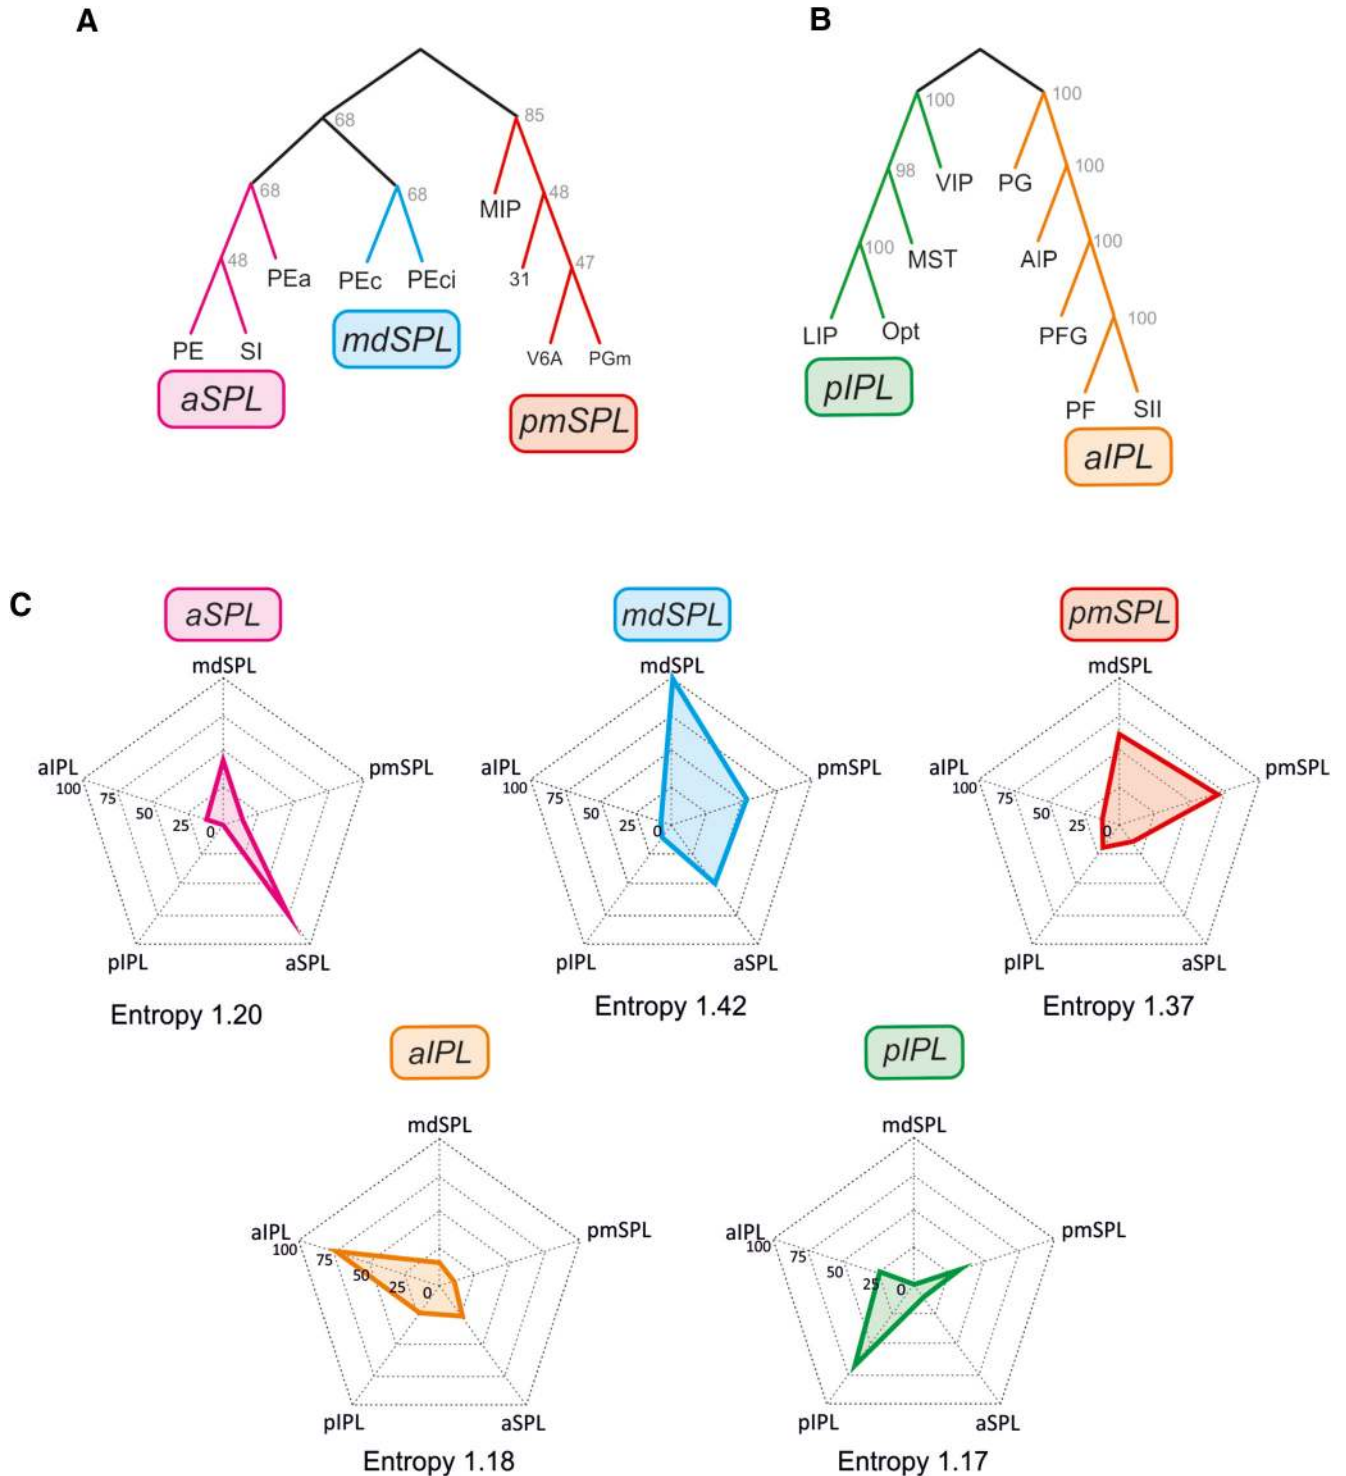 A
B
85
68
100
100
68
68
98
100
48
VIP
PG
MIP
48
100
100
MST
AIP
47
PEa
PEc
PEci
31
100
LIP
Opt
PFG
PE
SI
mdSPL
V6A
PGm
aSPL
pIPL
PF
SII
pmSPL
aIPL
C
aSPL
mdSPL
pmSPL
mdSPL
mdSPL
mdSPL
aIPL
pmSPL
aIPL
pmSPL
aIPL
pmSPL
100
75
50
25
0
100
75
50
25
0
100
75
50
25
0
pIPL
aSPL
pIPL
aSPL
pIPL
aSPL
Entropy 1.20
Entropy 1.42
Entropy 1.37
aIPL
pIPL
mdSPL
mdSPL
aIPL
pmSPL
aIPL
pmSPL
100
75
50
25
0
100
75
50
25
0
pIPL
aSPL
pIPL
aSPL
Entropy 1.18
Entropy 1.17